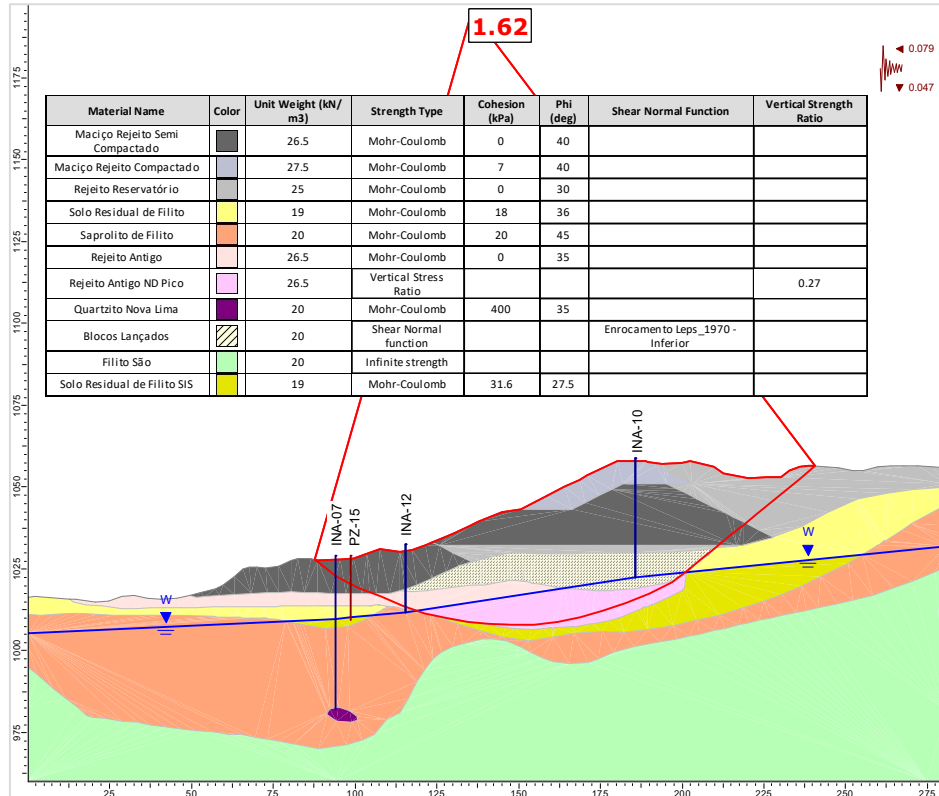 1.62
0.079
0.047
Material Name Color Unit Weight (kN/m3) Strength Type Cohesion (kPa) Phi (deg) Shear Normal Function Vertical Strength Ratio
Maciço Rejeito Semi Compactado 26.5 Mohr-Coulomb 0 40
Maciço Rejeito Compactado 27.5 Mohr-Coulomb 7 40
Rejeito Reservatório 25 Mohr-Coulomb 0 30
Solo Residual de Filito 19 Mohr-Coulomb 18 36
Saprolito de Filito 20 Mohr-Coulomb 20 45
Rejeito Antigo 26.5 Mohr-Coulomb 0 35
Rejeito Antigo ND Pico 26.5 Vertical Stress Ratio 0.27
Quartzito Nova Lima 20 Mohr-Coulomb 400 35
Blocos Lançados 20 Shear Normal function Enrocamento Leps_1970 - Inferior
Filito São 20 Infinite strength
Solo Residual de Filito SIS 19 Mohr-Coulomb 31.6 27.5
INA-07
PZ-15
INA-12
INA-10
W
W
1175
1150
1125
1100
1075
1050
1025
1000
975
25 50 75 100 125 150 175 200 225 250 275